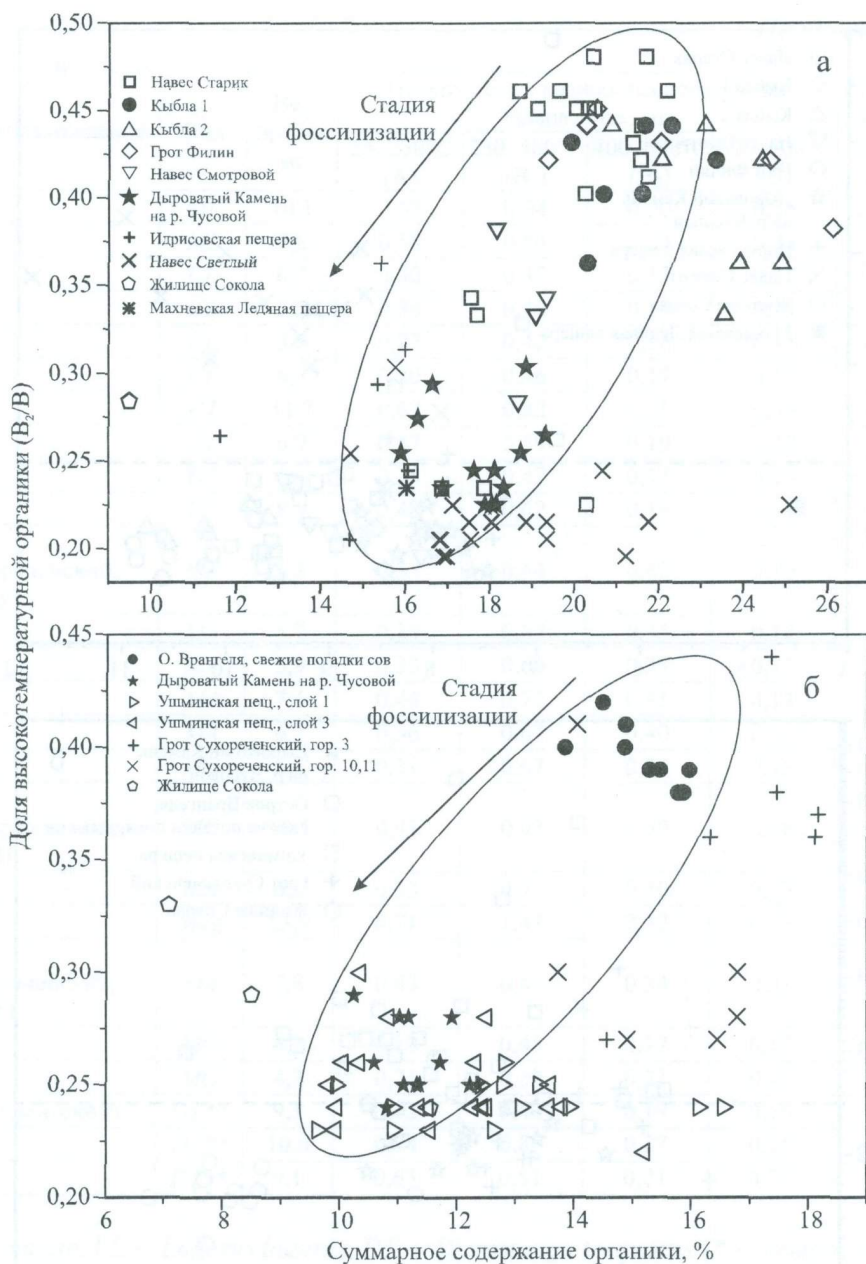 0,50
0,45
0,40
0,35
0,30
0,25
0,20
а
Навес Старик
Кыбла 1
Кыбла 2
Грот Филин
Навес Смотровой
Дыроватый Камень
на р. Чусовой
Идрисовская пещера
Навес Светлый
Жилище Сокола
Махневская Ледяная пещера
Стадия
фоссилизации
10 12 14 16 18 20 22 24 26
Доля высокотемпературной органики (В₂/В)
0,45
0,40
0,35
0,30
0,25
0,20
б
О. Врангеля, свежие погадки сов
Дыроватый Камень на р. Чусовой
Ушминская пещ., слой 1
Ушминская пещ., слой 3
Грот Сухореченский, гор. 3
Грот Сухореченский, гор. 10,11
Жилище Сокола
Стадия
фоссилизации
6 8 10 12 14 16 18
Суммарное содержание органики, %